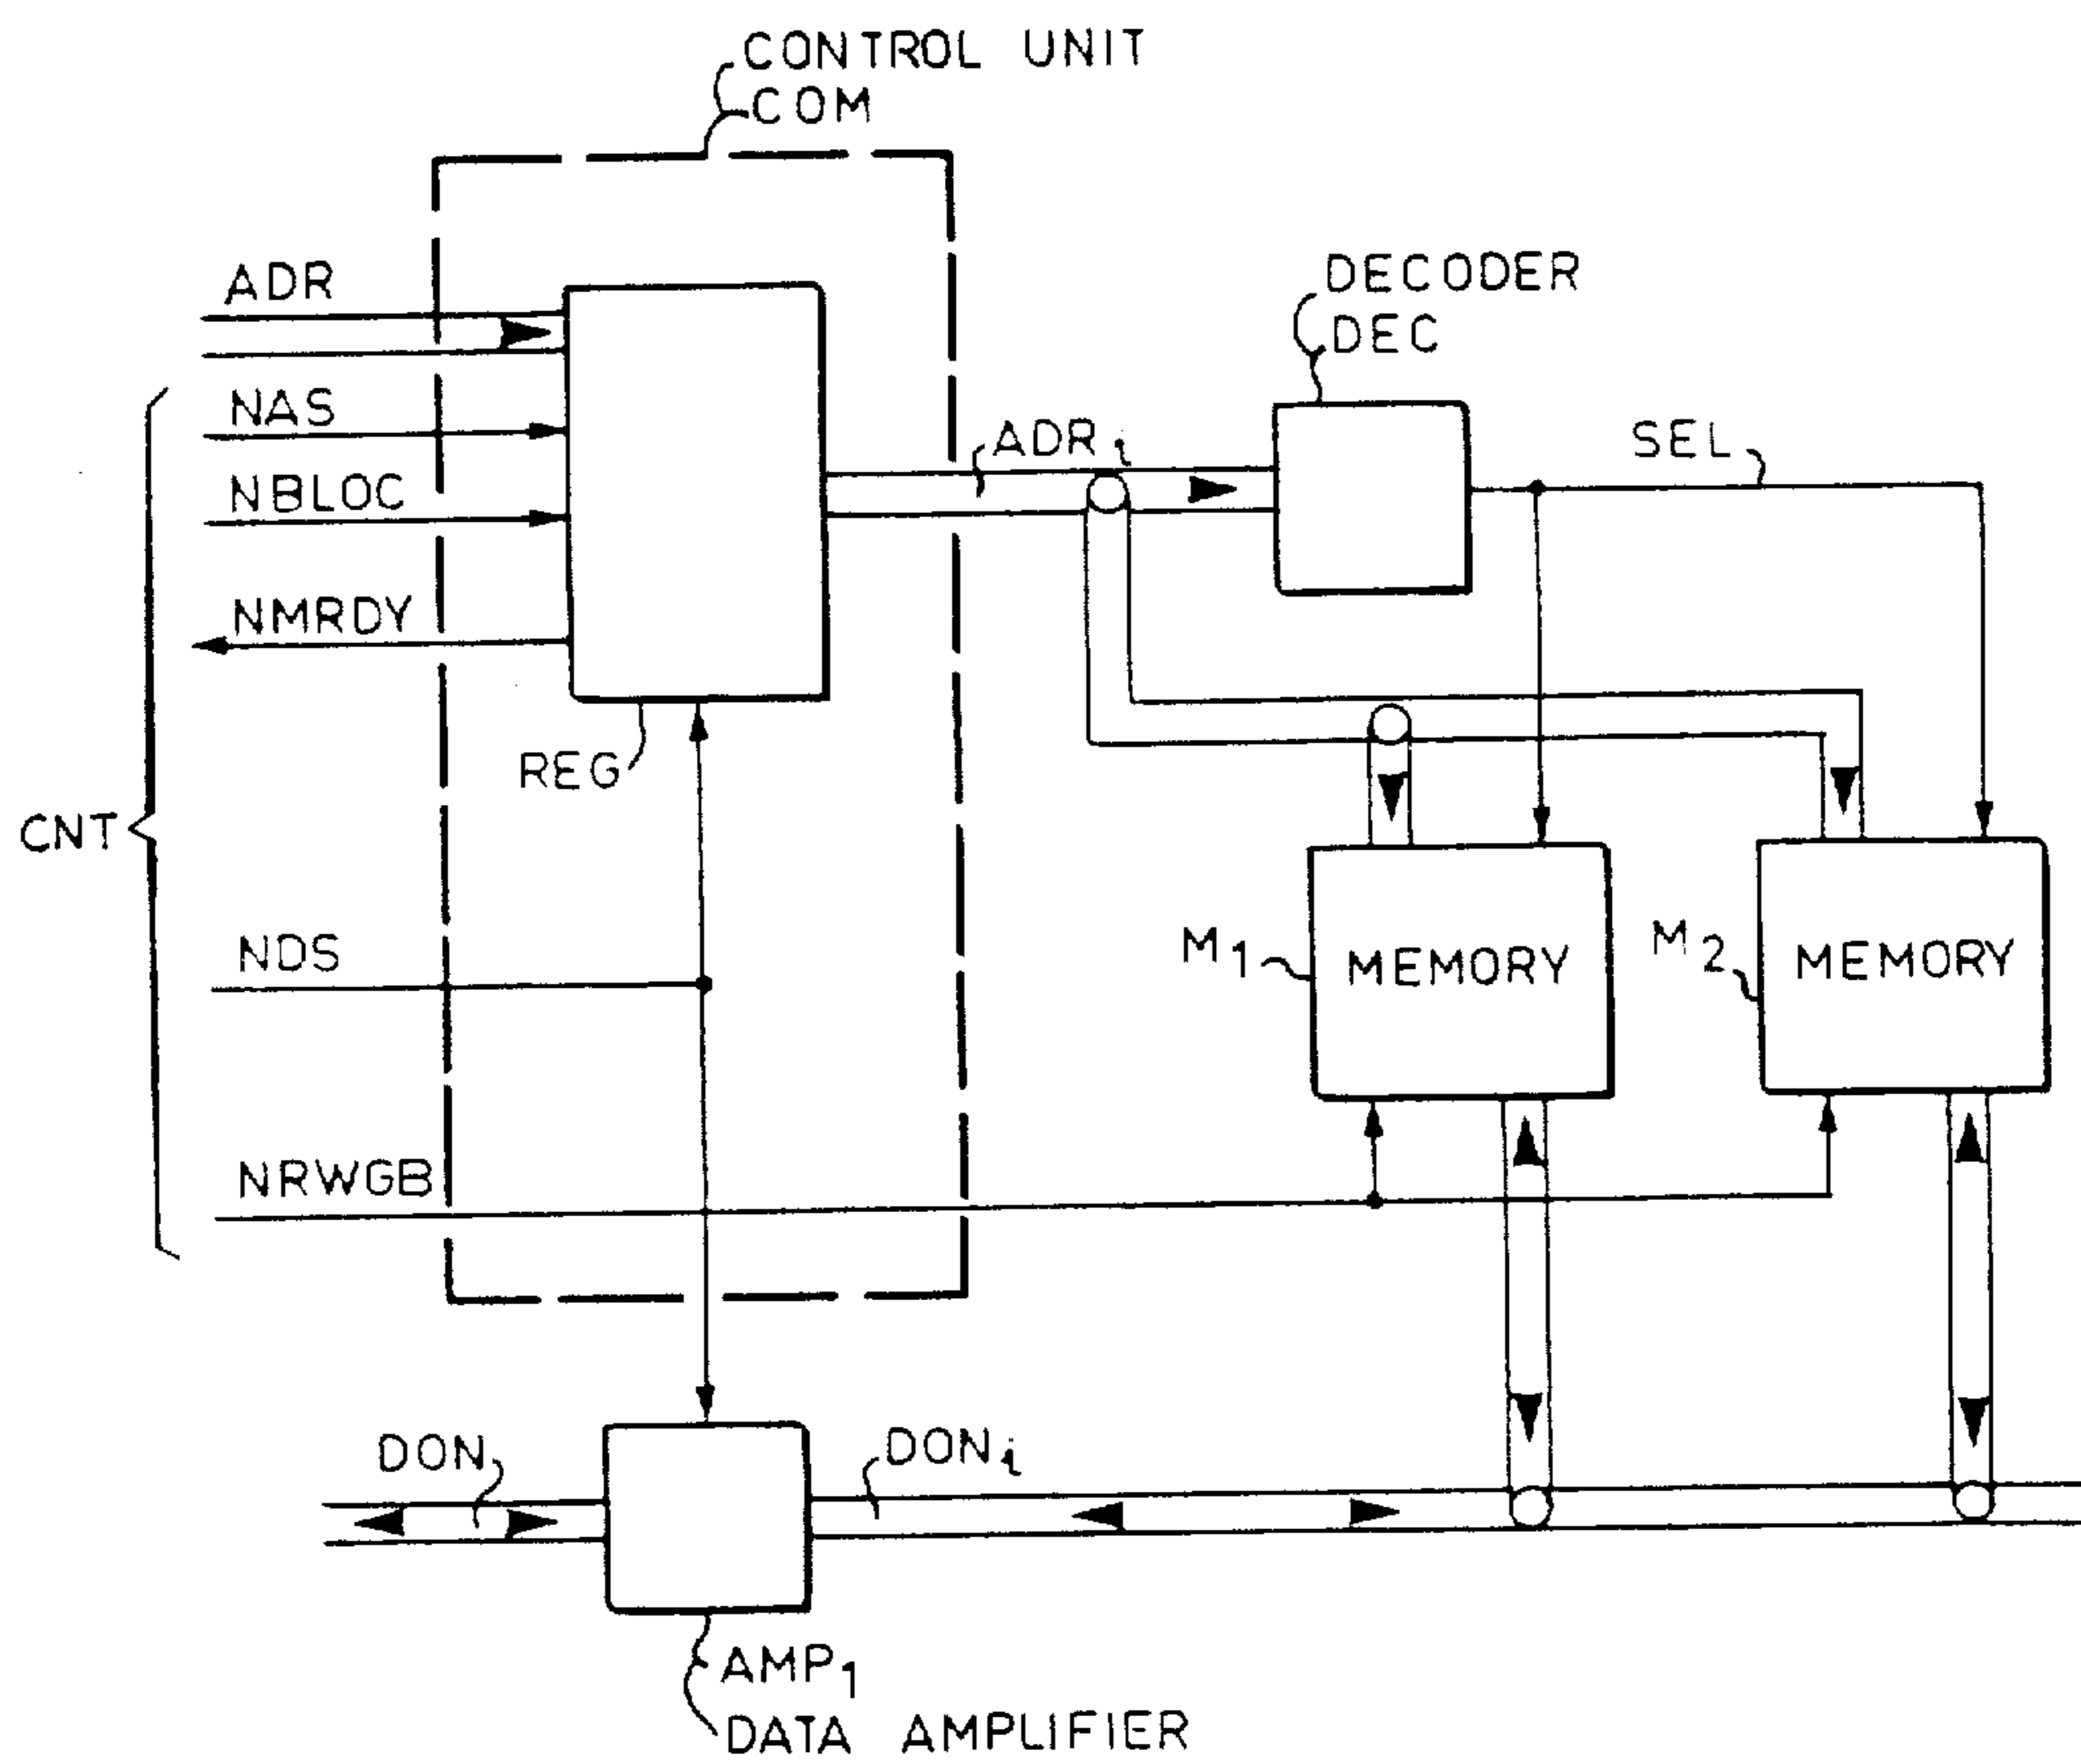 CONTROL UNIT
COM
ADR
DECODER
DEC
NAS
ADR i
SEL
NBLOC
NMRDY
REG
CNT
NDS
M1
MEMORY
M2
MEMORY
NRWGB
DON
DONi
AMP1
DATA AMPLIFIER